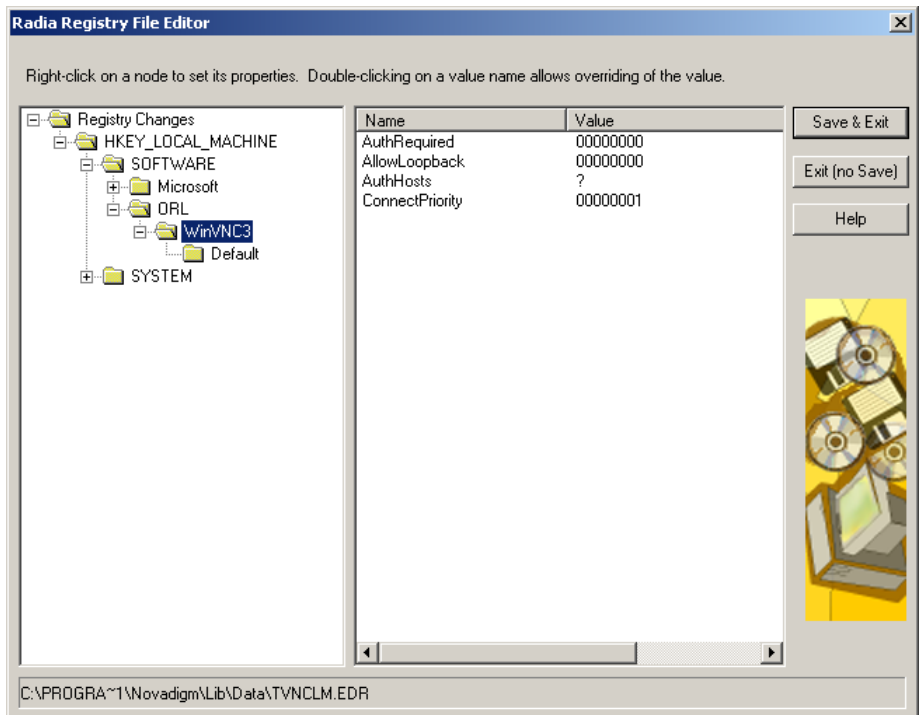 Radia Registry File Editor
Right-click on a node to set its properties. Double-clicking on a value name allows overriding of the value.
Registry Changes
HKEY_LOCAL_MACHINE
SOFTWARE
Microsoft
ORL
WinVNC3
Default
SYSTEM
Name Value
AuthRequired 00000000
AllowLoopback 00000000
AuthHosts ?
ConnectPriority 00000001
Save & Exit
Exit (no Save)
Help
C:\PROGRA~1\Novadigm\Lib\Data\TVNCLM.EDR